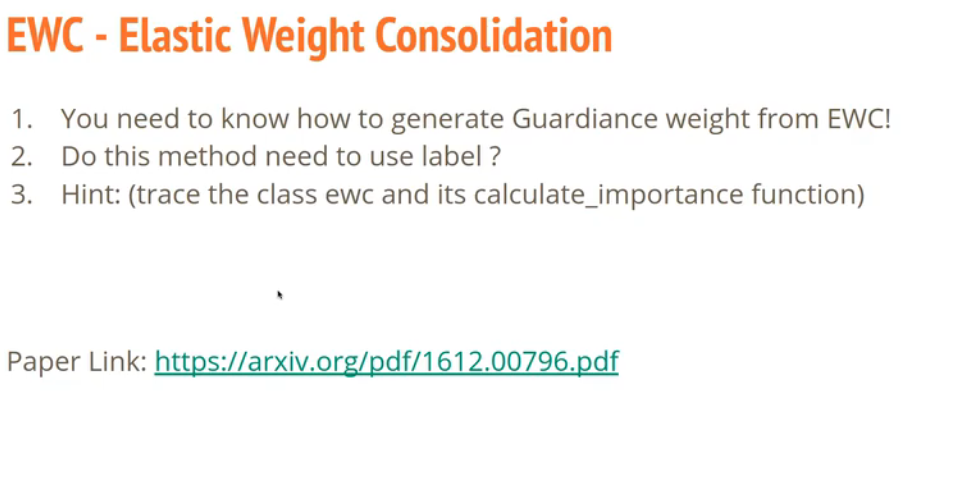 EWC - Elastic Weight Consolidation
1. You need to know how to generate Guardiance weight from EWC!
2. Do this method need to use label ?
3. Hint: (trace the class ewc and its calculate_importance function)
Paper Link: https://arxiv.org/pdf/1612.00796.pdf